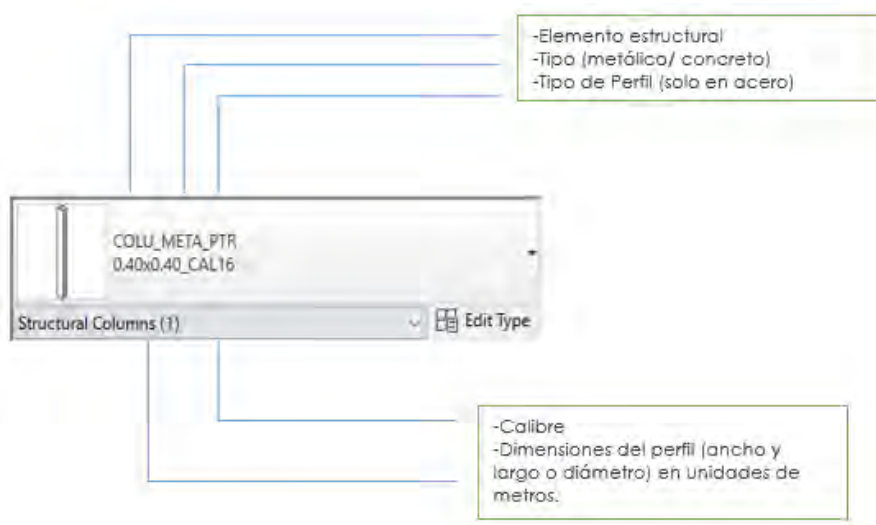 -Elemento estructural
-Tipo (metálico/ concreto)
-Tipo de Perfil (solo en acero)
COLU_META_PTR
0.40x0.40_CAL16
Structural Columns (1)
Edit Type
-Calibre
-Dimensiones del perfil (ancho y
largo o diámetro) en unidades de
metros.